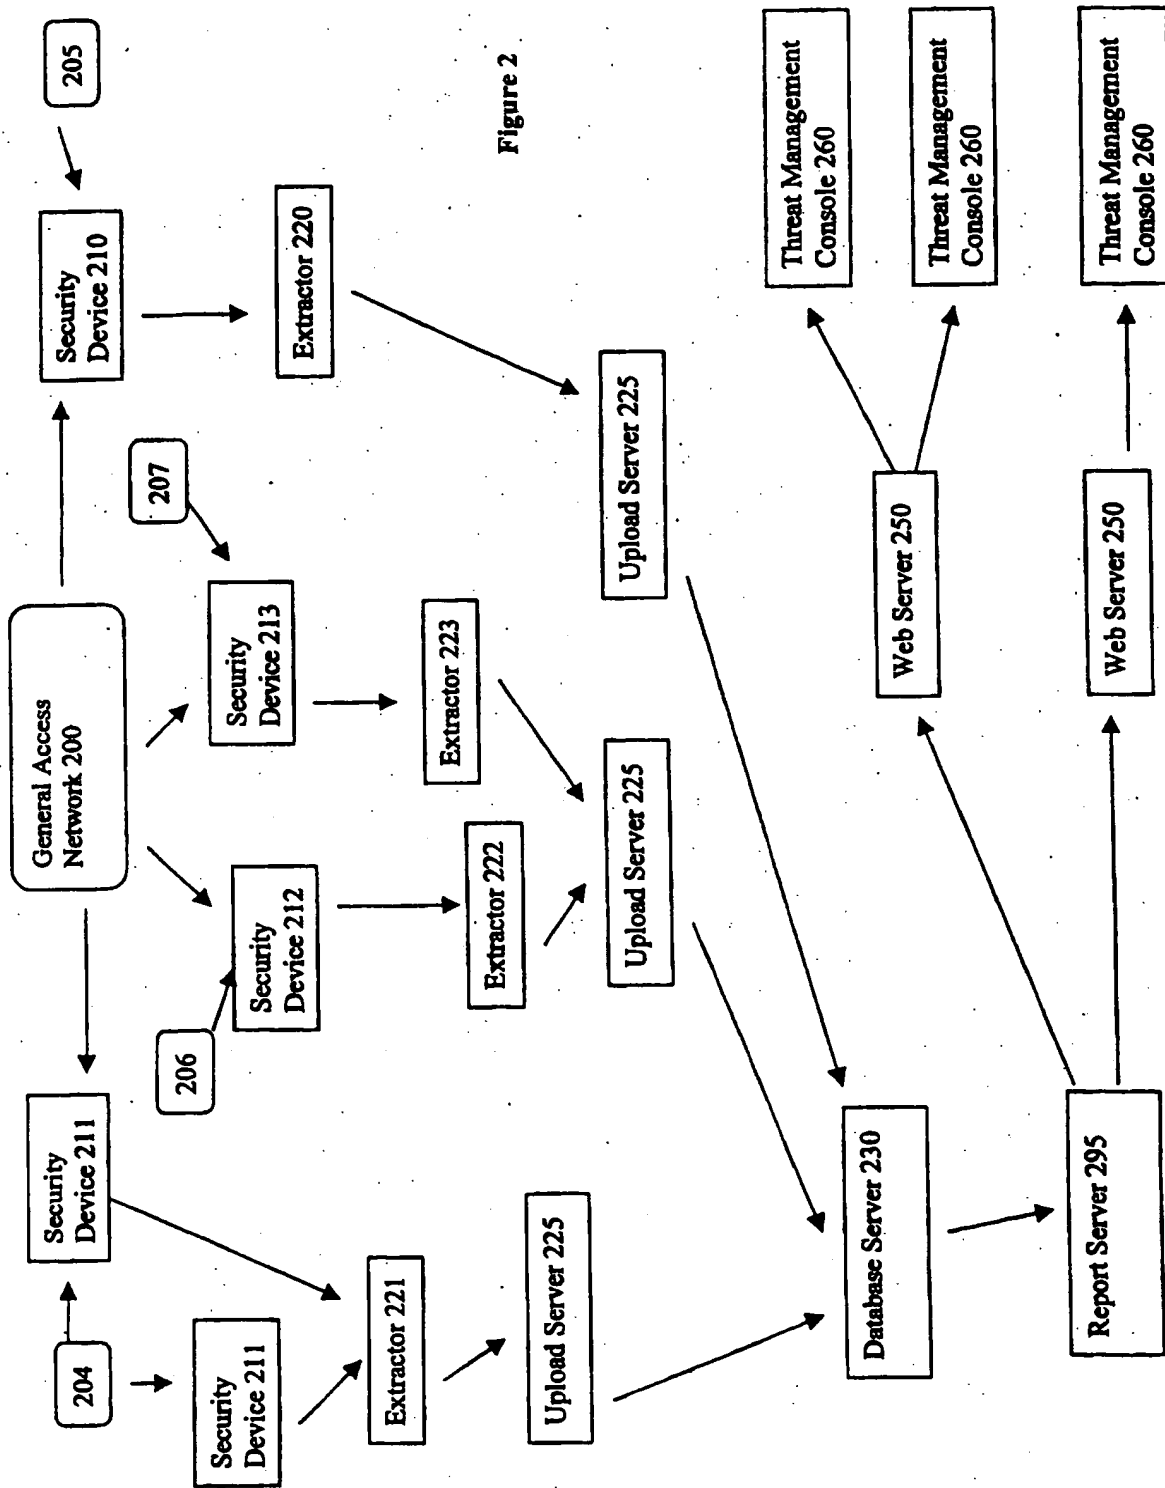 General Access
Network 200
204
Security
Device 211
Security
Device 211
206
Security
Device 212
Security
Device 213
207
Security
Device 210
205
Extractor 221
Extractor 222
Extractor 223
Extractor 220
Upload Server 225
Upload Server 225
Upload Server 225
Figure 2
Database Server 230
Report Server 295
Web Server 250
Web Server 250
Threat Management
Console 260
Threat Management
Console 260
Threat Management
Console 260